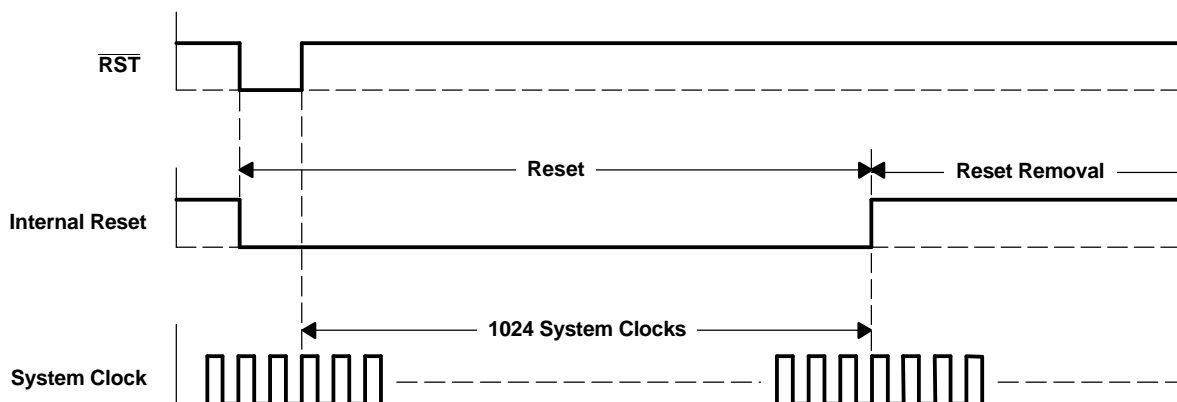 RST
Reset
Reset Removal
Internal Reset
1024 System Clocks
System Clock